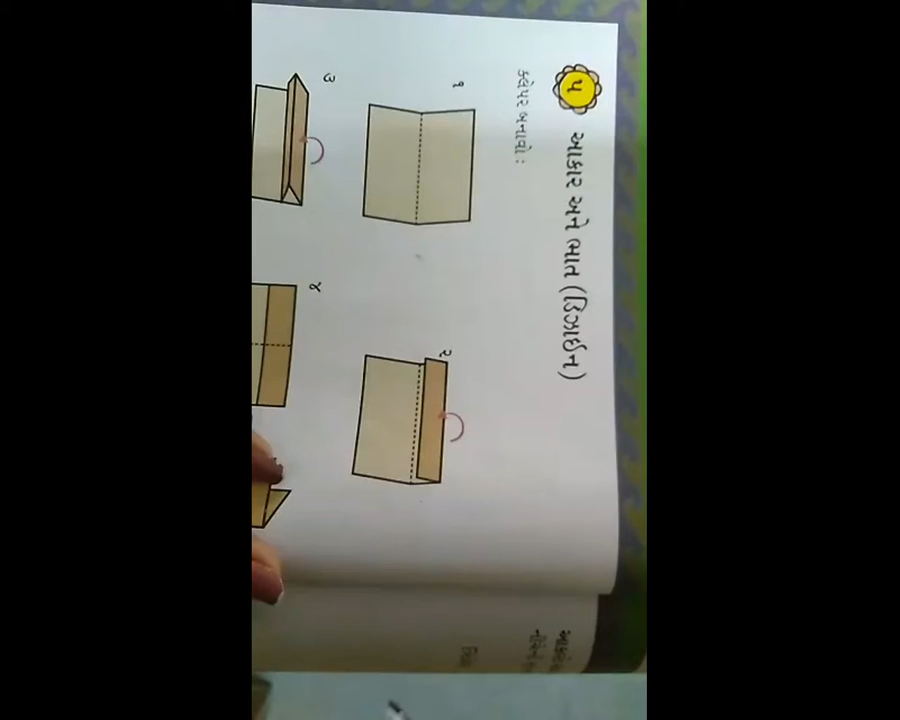 ૫
આકાર અને ભાત (ડિઝાઈન)
કલેપર બનાવો :
૧
૨
૩
૪